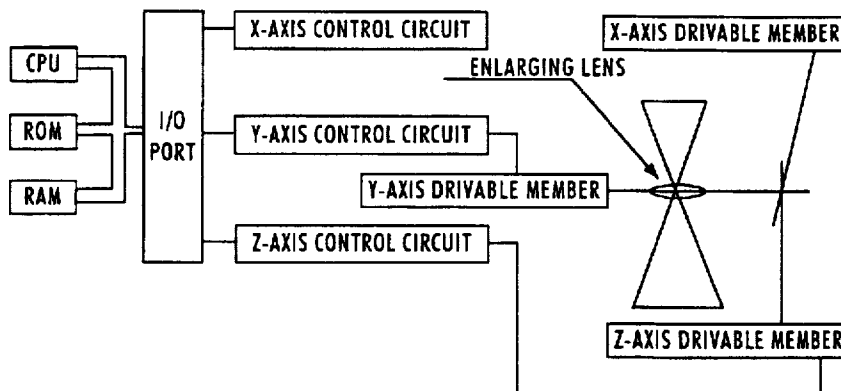 X-AXIS CONTROL CIRCUIT
X-AXIS DRIVABLE MEMBER
CPU
ENLARGING LENS
ROM
I/O
PORT
Y-AXIS CONTROL CIRCUIT
RAM
Y-AXIS DRIVABLE MEMBER
Z-AXIS CONTROL CIRCUIT
Z-AXIS DRIVABLE MEMBER